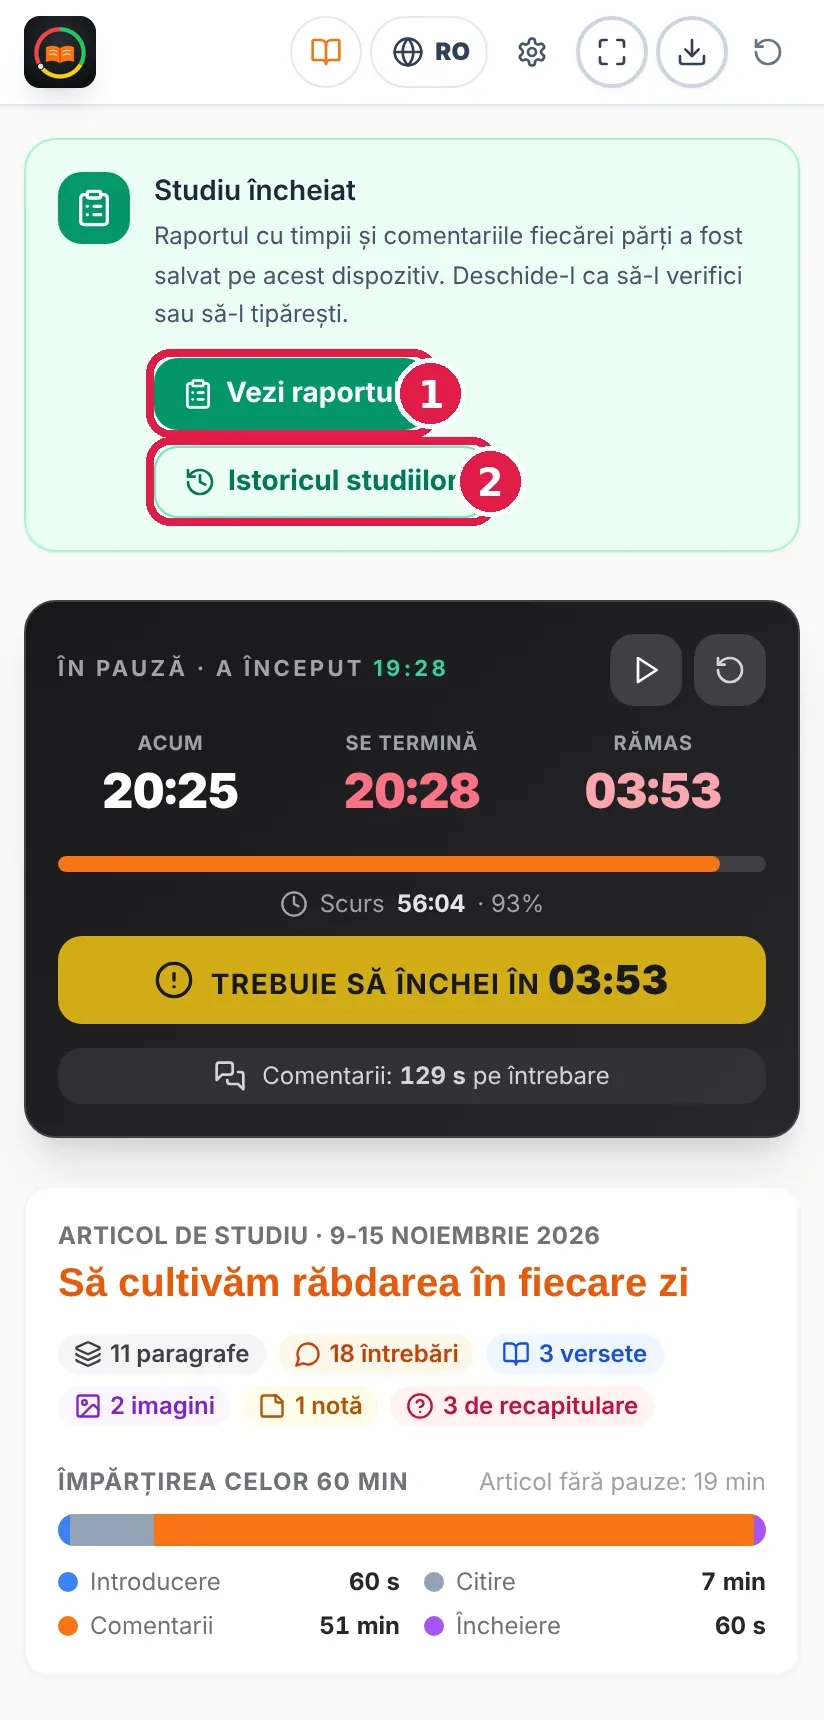 RO
Studiu încheiat
Raportul cu timpii și comentariile fiecărei părți a fost
salvat pe acest dispozitiv. Deschide-l ca să-l verifici
sau să-l tipărești.
Vezi raportul 1
Istoricul studiilor 2
ÎN PAUZĂ · A ÎNCEPUT 19:28
ACUM SE TERMINĂ RĂMAS
20:25 20:28 03:53
Scurs 56:04 · 93%
TREBUIE SĂ ÎNCHEI ÎN 03:53
Comentarii: 129 s pe întrebare
ARTICOL DE STUDIU · 9-15 NOIEMBRIE 2026
Să cultivăm răbdarea în fiecare zi
11 paragrafe 18 întrebări 3 versete
2 imagini 1 notă 3 de recapitulare
ÎMPĂRȚIREA CELOR 60 MIN Articol fără pauze: 19 min
Introducere 60 s Citire 7 min
Comentarii 51 min Încheiere 60 s